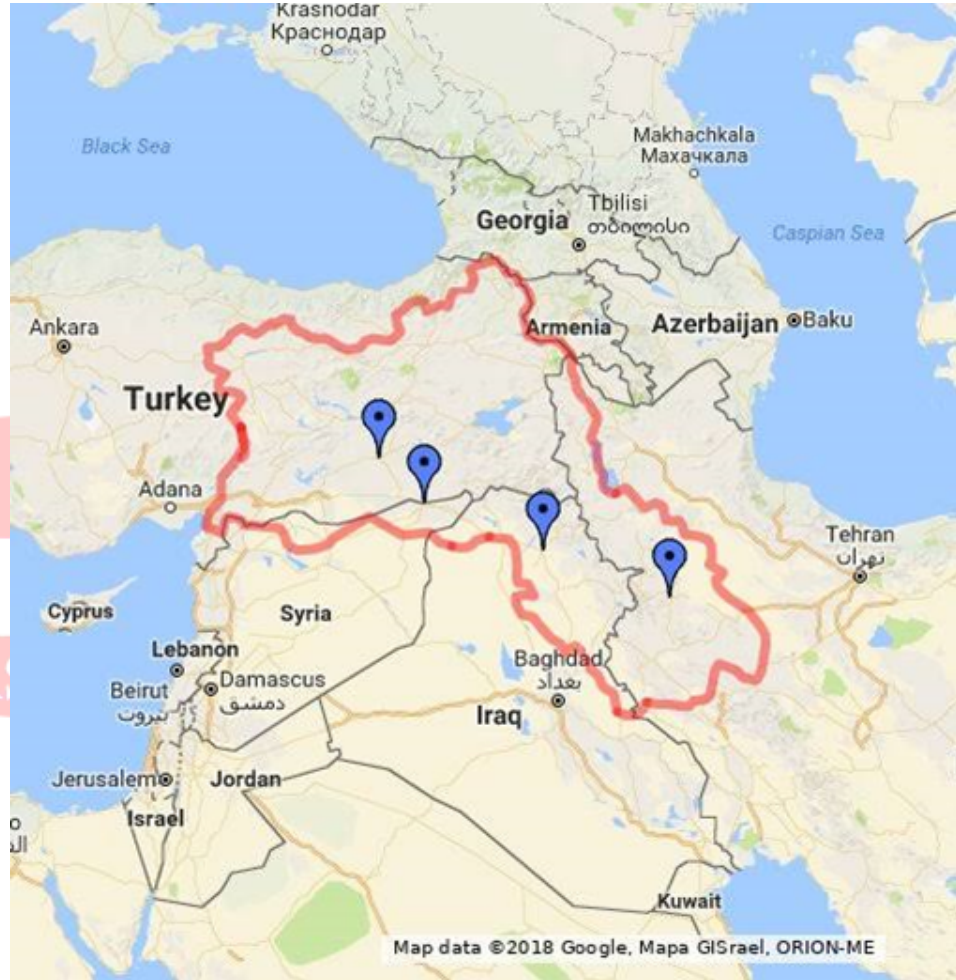 Krasnodar
Краснодар
Black Sea
Makhachkala
Махачкала
Tbilisi
თბილისი
Georgia
Caspian Sea
Ankara
Armenia
Azerbaijan
Baku
Turkey
Adana
Tehran
تهران
Cyprus
Syria
Lebanon
Baghdad
بغداد
Beirut
بيروت
Damascus
دمشق
Iraq
Jerusalem
Jordan
Israel
Kuwait
Map data ©2018 Google, Mapa GISrael, ORION-ME